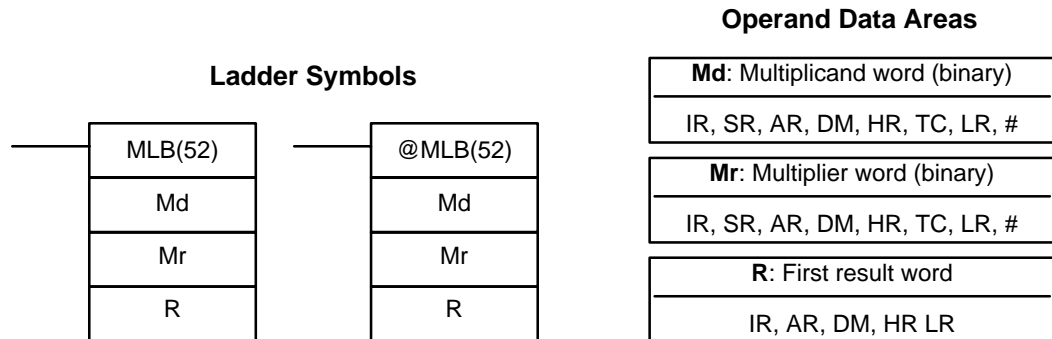 Ladder Symbols
MLB(52)
Md
Mr
R
@MLB(52)
Md
Mr
R
Operand Data Areas
Md: Multiplicand word (binary)
IR, SR, AR, DM, HR, TC, LR, #
Mr: Multiplier word (binary)
IR, SR, AR, DM, HR, TC, LR, #
R: First result word
IR, AR, DM, HR LR